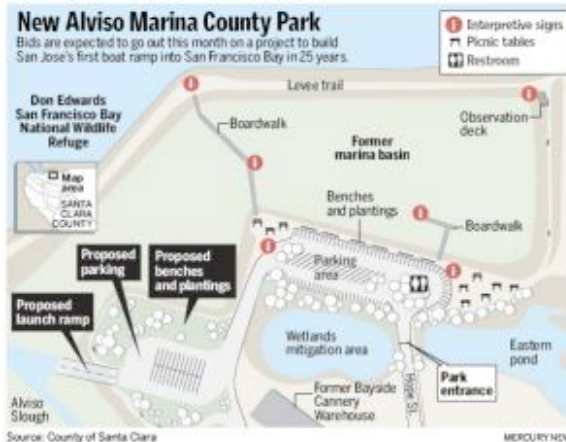 New Alviso Marina County Park
Bids are expected to go out this month on a project to build
San Jose's first boat ramp into San Francisco Bay in 25 years.
Interpretive signs
Picnic tables
Restroom
Levee trail
Don Edwards
San Francisco Bay
National Wildlife
Refuge
Boardwalk
Former
marina basin
Observation
deck
Map
area
SANTA
CLARA
COUNTY
Benches
and plantings
Boardwalk
Proposed
parking
Proposed
benches
and plantings
Parking
area
Proposed
launch ramp
Wetlands
mitigation area
Eastern
pond
Park
entrance
Hope St.
Former Bayside
Cannery
Warehouse
Alviso
Slough
Source: County of Santa Clara
MERCURY NEW